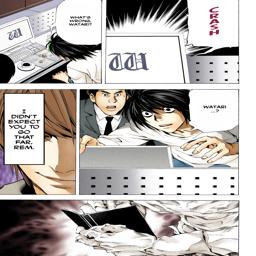 WHAT'S
WRONG,
WATARI?
W
CRASH
W
WATARI
...?
I
DIDN'T
EXPECT
YOU TO
GO THAT
FAR,
REM.